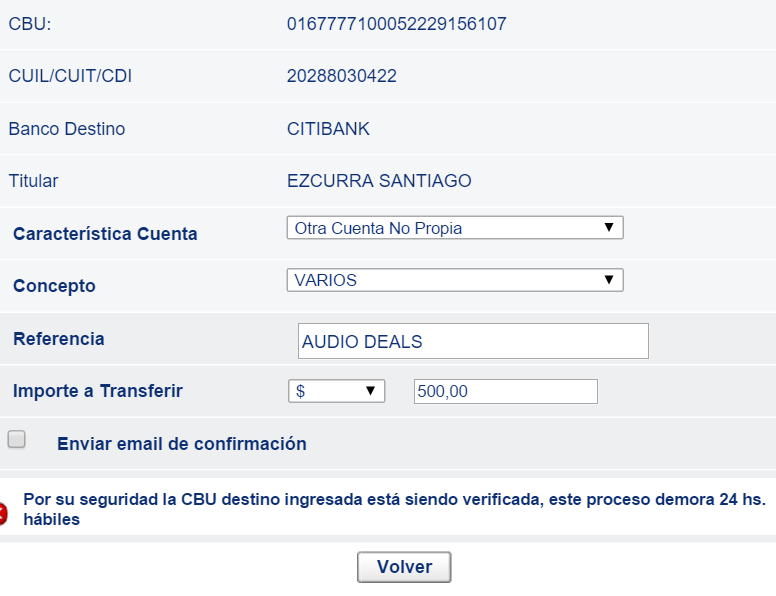 CBU: 0167777100052229156107
CUIL/CUIT/CDI 20288030422
Banco Destino CITIBANK
Titular EZCURRA SANTIAGO
Característica Cuenta Otra Cuenta No Propia
Concepto VARIOS
Referencia AUDIO DEALS
Importe a Transferir $ 500,00
Enviar email de confirmación
Por su seguridad la CBU destino ingresada está siendo verificada, este proceso demora 24 hs.
hábiles
Volver